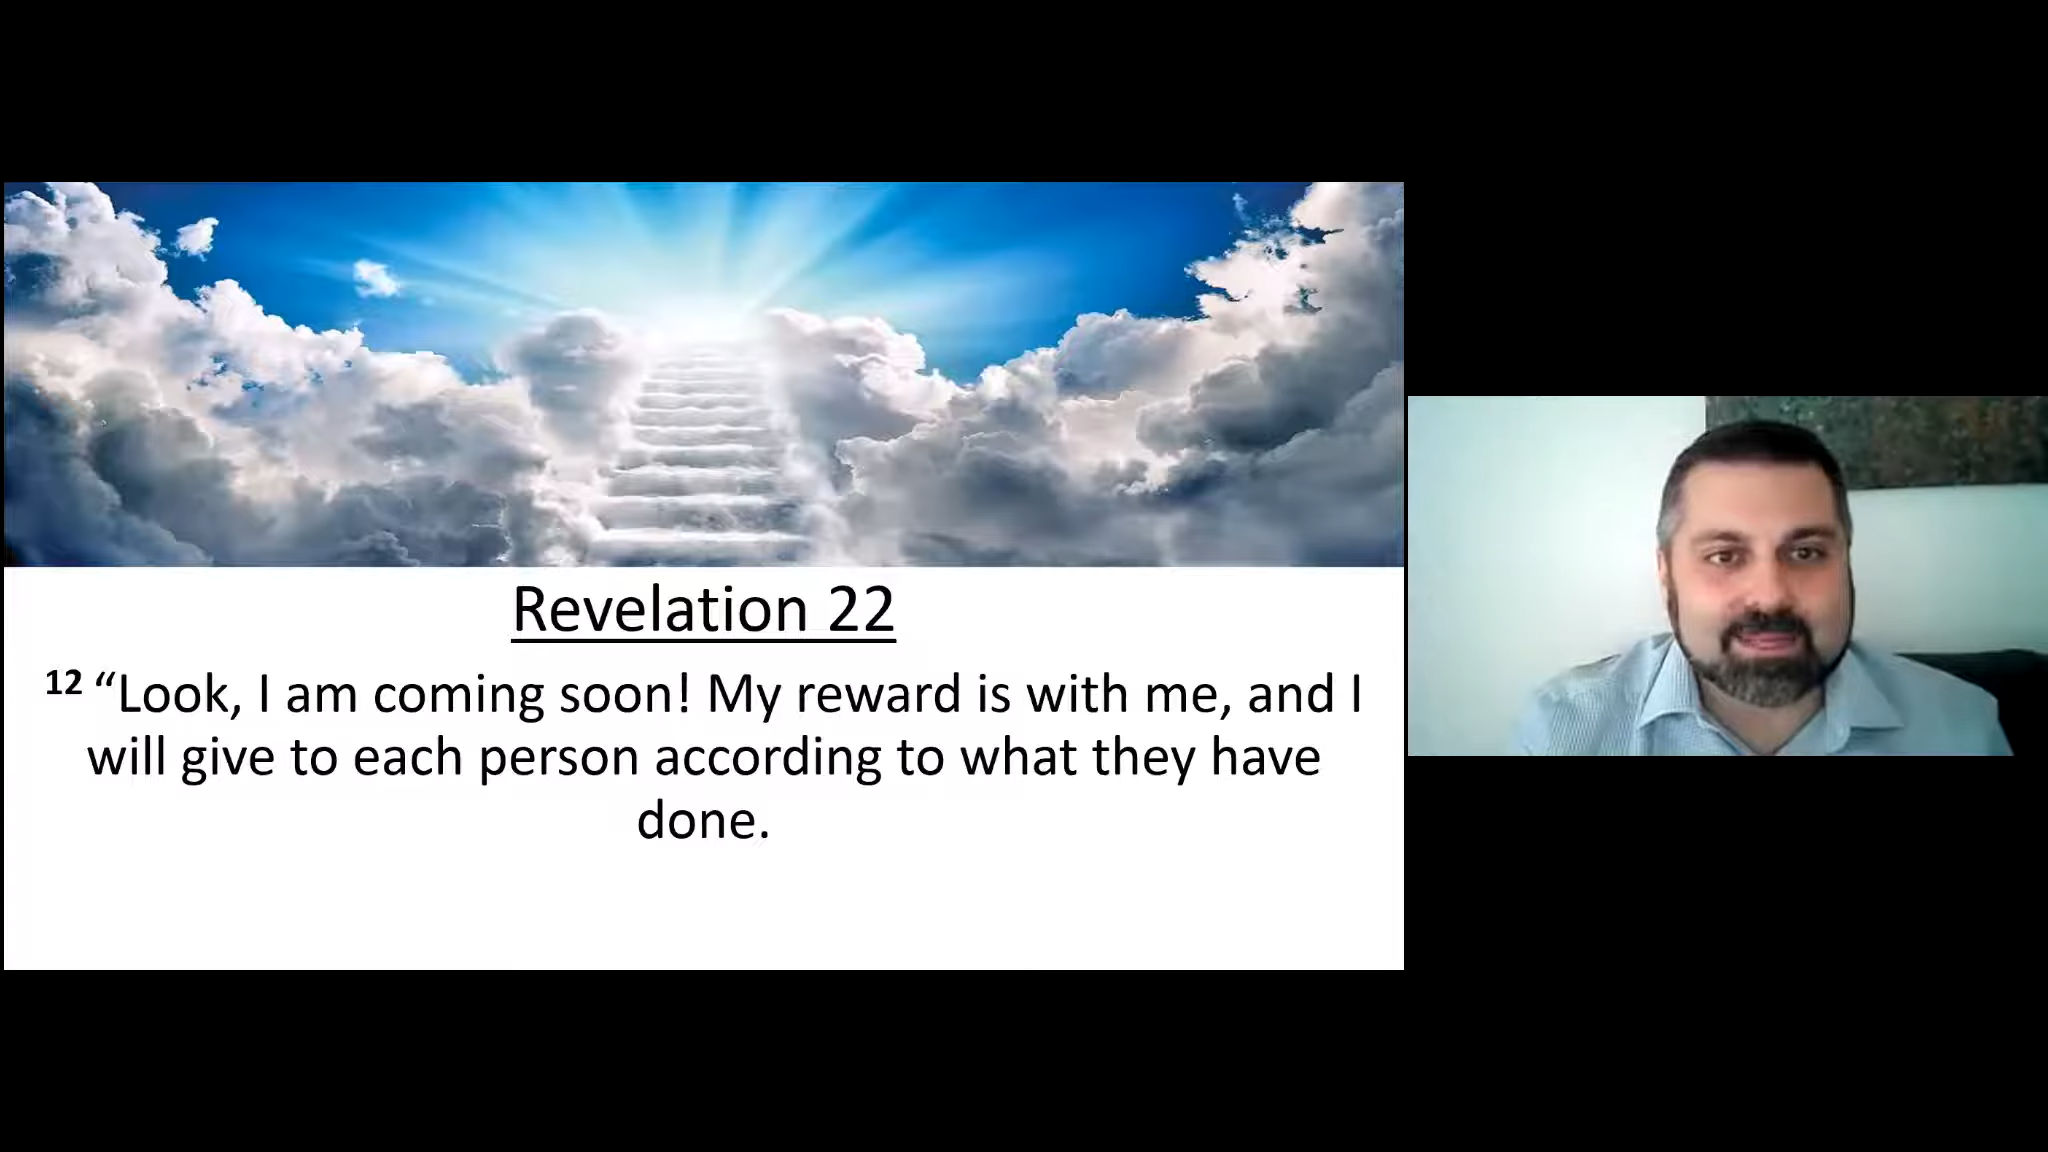 Revelation 22
12 “Look, I am coming soon! My reward is with me, and I
will give to each person according to what they have
done.